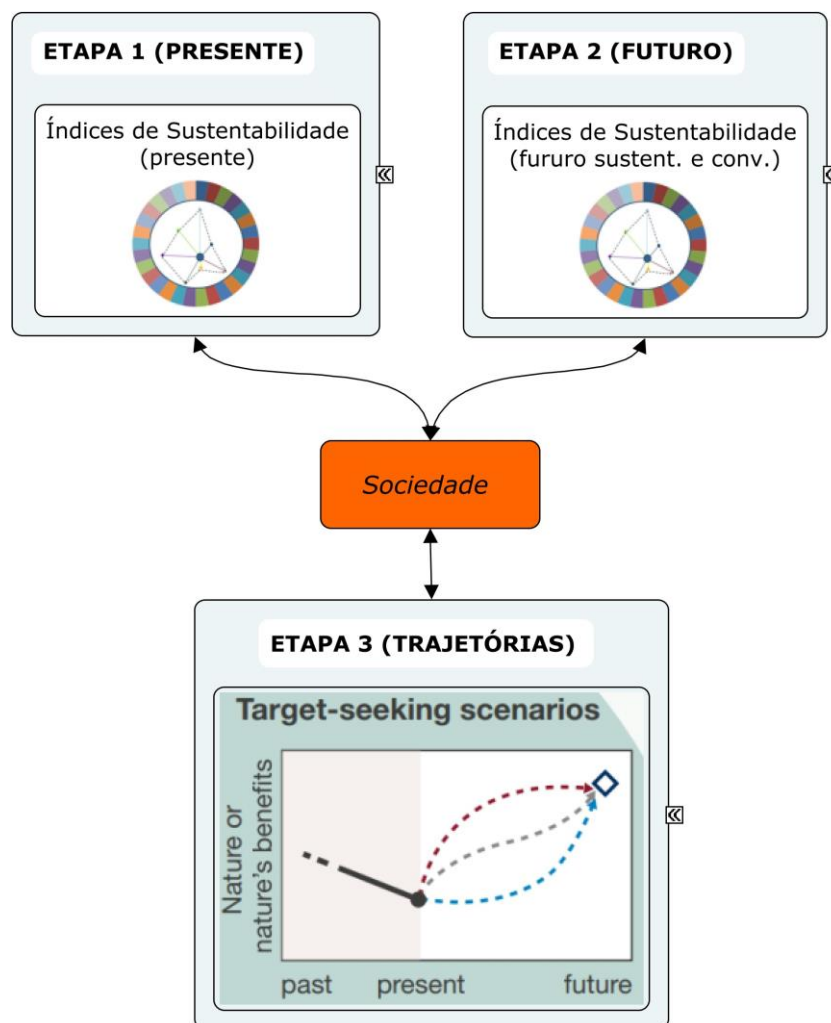 ETAPA 1 (PRESENTE)
Índices de Sustentabilidade
(presente)
ETAPA 2 (FUTURO)
Índices de Sustentabilidade
(fururo sustent. e conv.)
Sociedade
ETAPA 3 (TRAJETÓRIAS)
Target-seeking scenarios
Nature or
nature's benefits
past present future